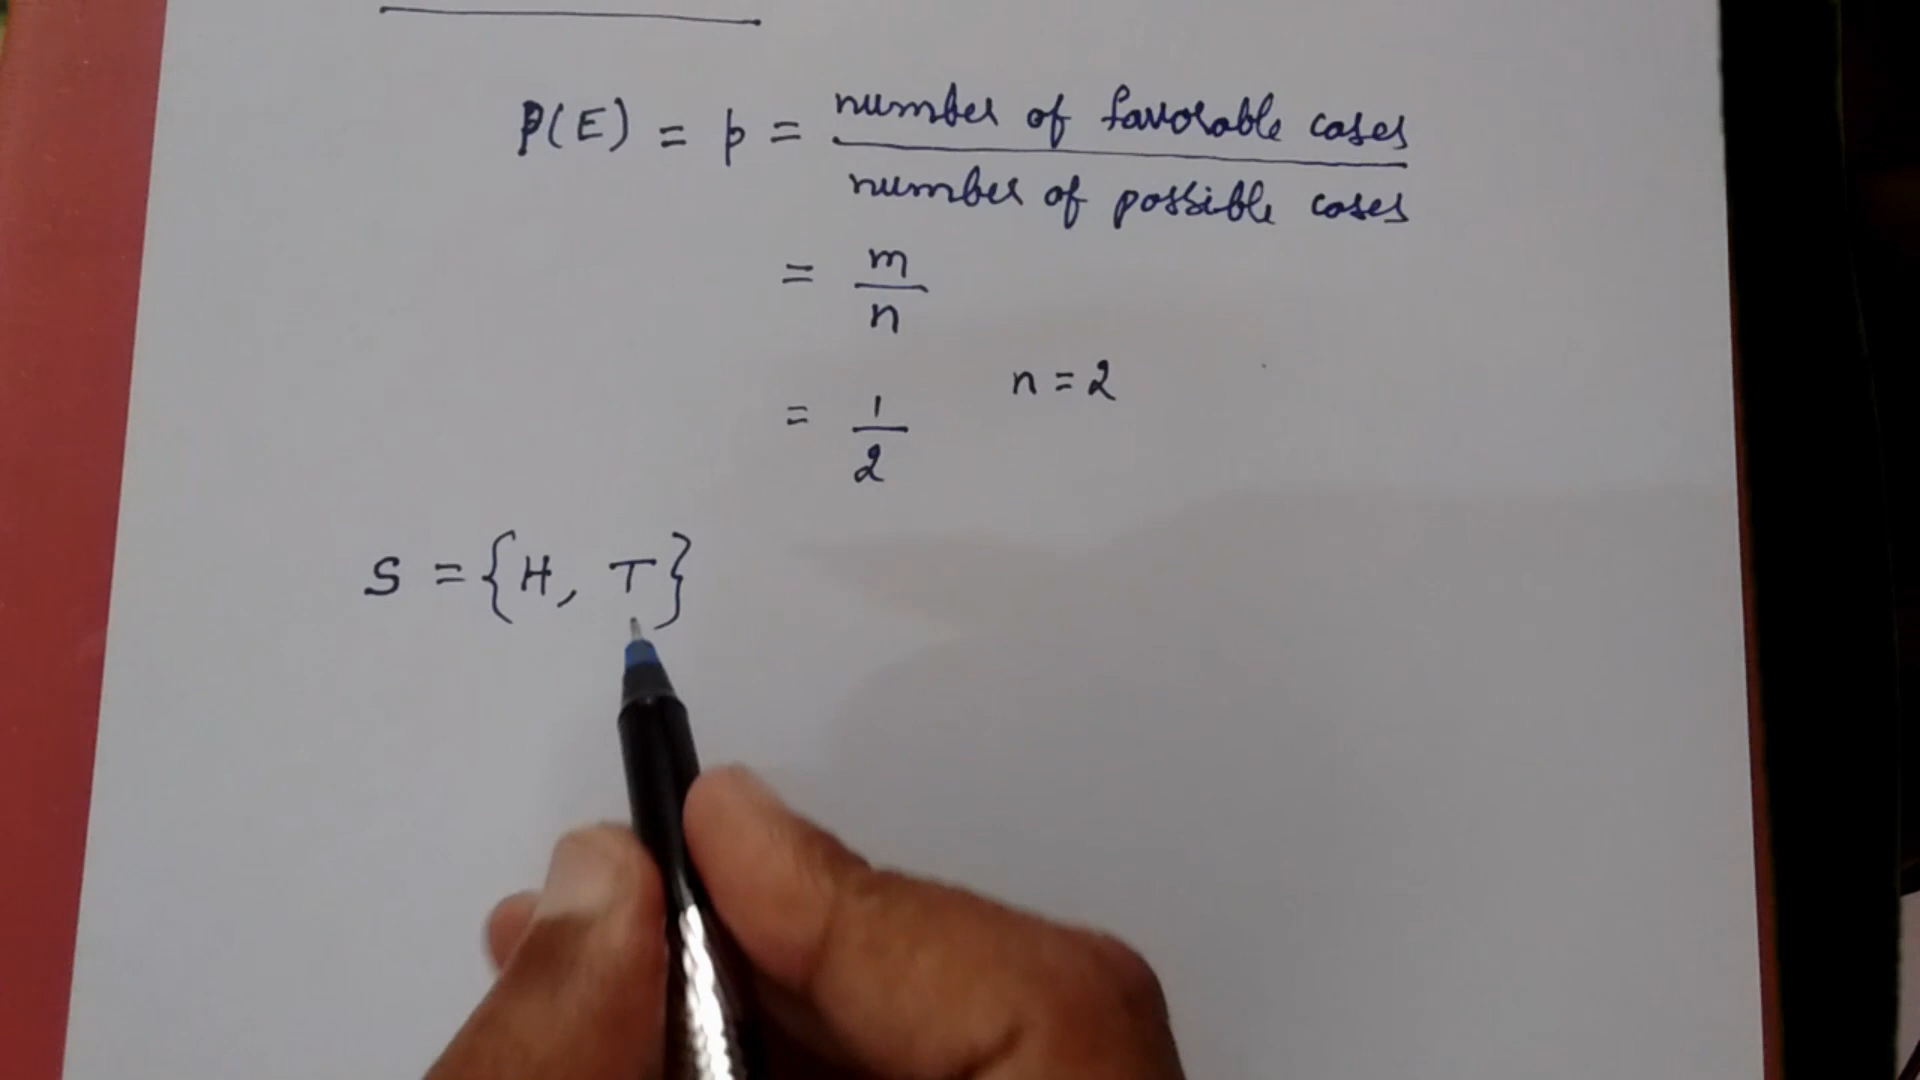 P(E) = p = number of favorable cases / number of possible cases
= m / n
n = 2
= 1 / 2
S = {H, T}